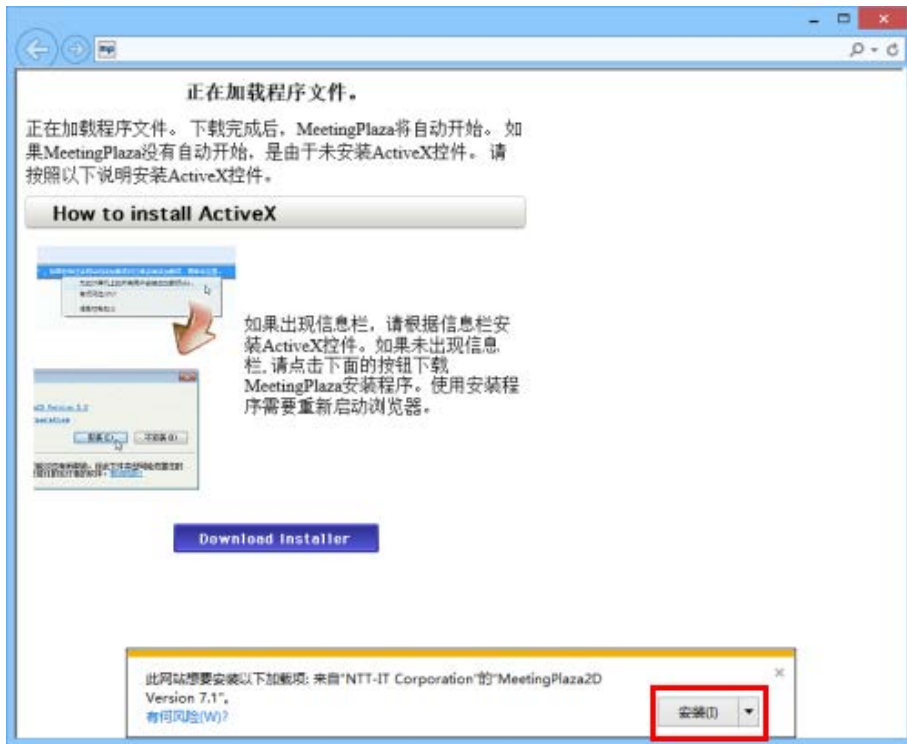 正在加载程序文件。
正在加载程序文件。 下载完成后，MeetingPlaza将自动开始。 如
果MeetingPlaza没有自动开始，是由于未安装ActiveX控件。 请
按照以下说明安装ActiveX控件。
How to install ActiveX
如果出现信息栏，请根据信息栏安
装ActiveX控件。如果未出现信息
栏,请点击下面的按钮下载
MeetingPlaza安装程序。使用安装程
序需要重新启动浏览器。
Download Installer
此网站想要安装以下加载项: 来自"NTT-IT Corporation"的"MeetingPlaza2D
Version 7.1"。
有何风险(W)?
安装(I)